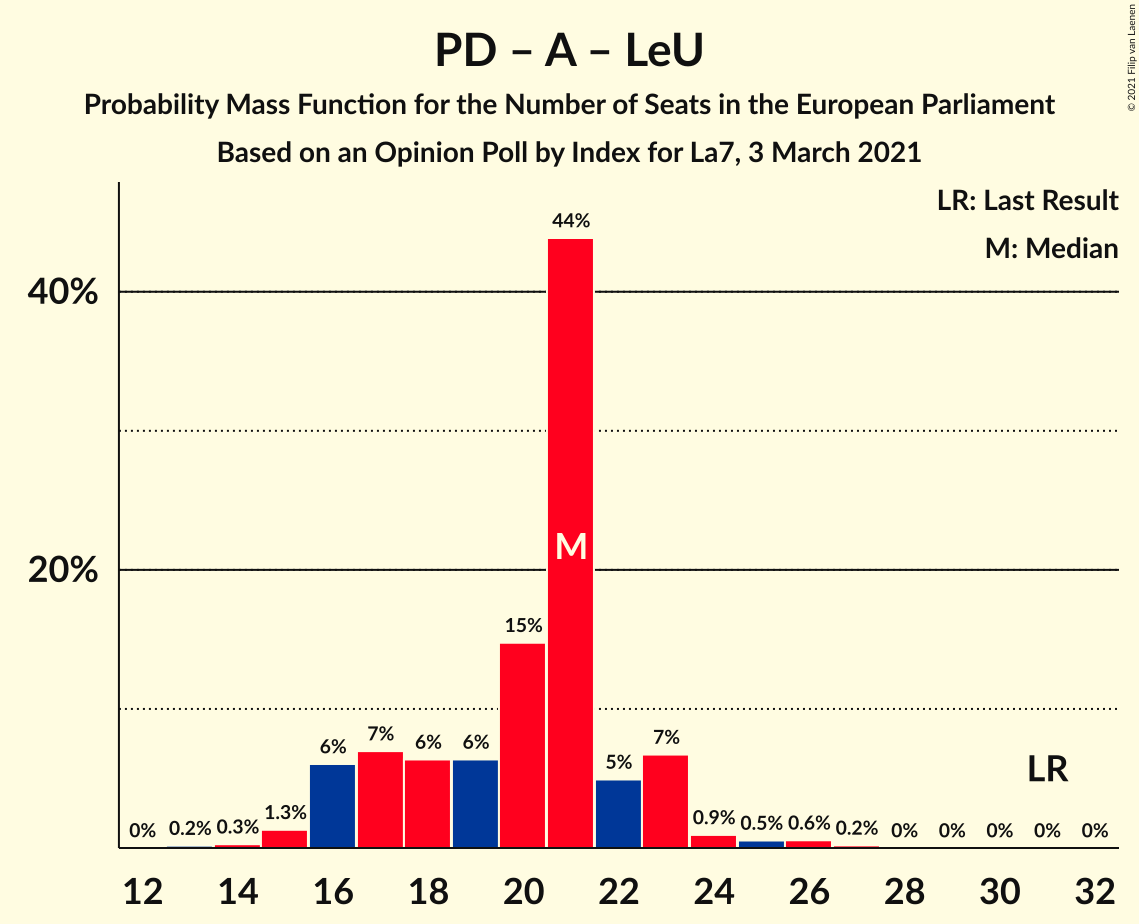 PD – A – LeU
Probability Mass Function for the Number of Seats in the European Parliament
Based on an Opinion Poll by Index for La7, 3 March 2021
© 2021 Filip van Laenen
LR: Last Result
M: Median
40%
20%
0% 0.2% 0.3% 1.3% 6% 7% 6% 6% 15% 44% 5% 7% 0.9% 0.5% 0.6% 0.2% 0% 0% 0% 0% 0%
M
LR
12 14 16 18 20 22 24 26 28 30 32